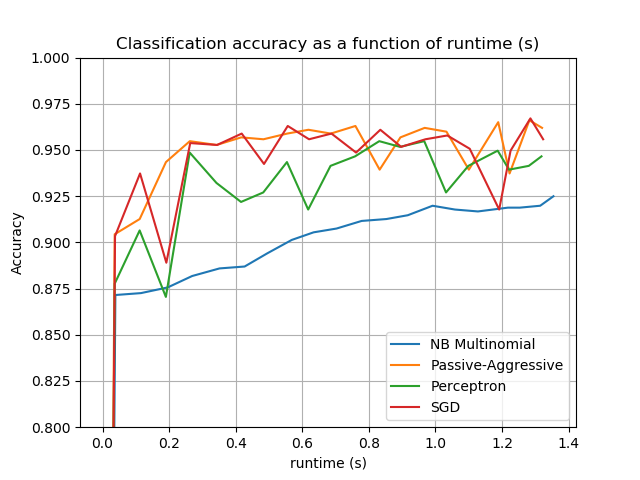 Classification accuracy as a function of runtime (s)
1.000
0.975
0.950
0.925
0.900
0.875
0.850
0.825
0.800
Accuracy
0.0 0.2 0.4 0.6 0.8 1.0 1.2 1.4
runtime (s)
NB Multinomial
Passive-Aggressive
Perceptron
SGD